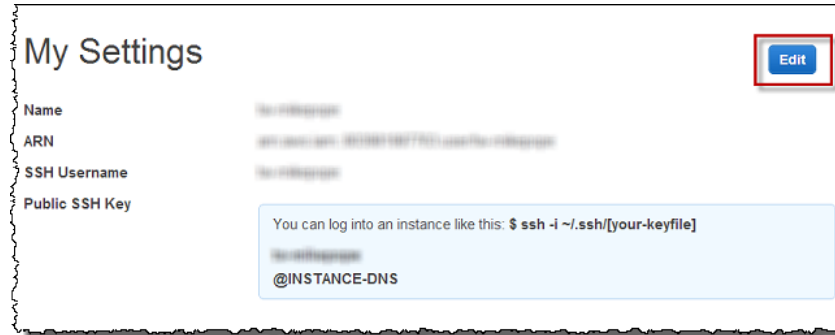 My Settings
Edit
Name
ARN
SSH Username
Public SSH Key
You can log into an instance like this: $ ssh -i ~/.ssh/[your-keyfile]
@INSTANCE-DNS